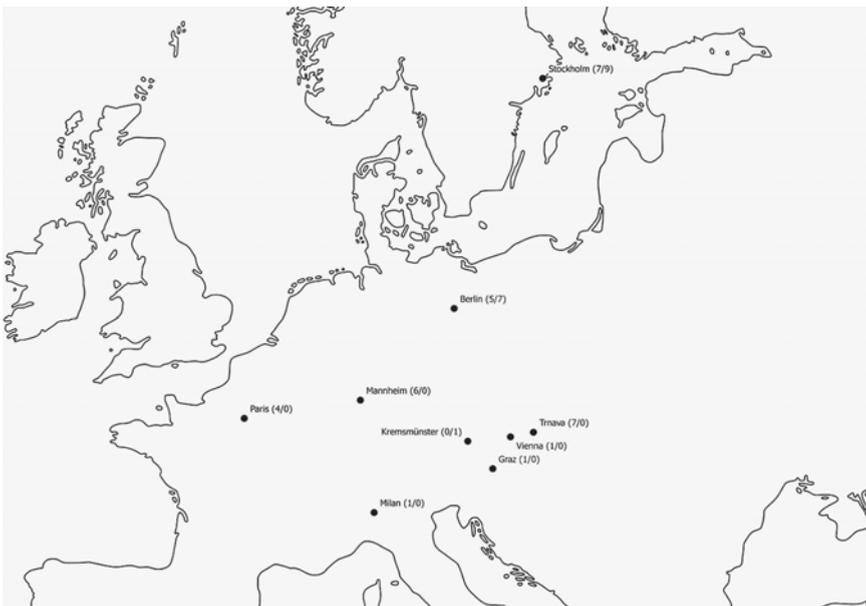 Stockholm (7/9)
Berlin (5/7)
Mannheim (6/0)
Paris (4/0)
Trnava (7/0)
Kremsmünster (0/1)
Vienna (1/0)
Graz (1/0)
Milan (1/0)